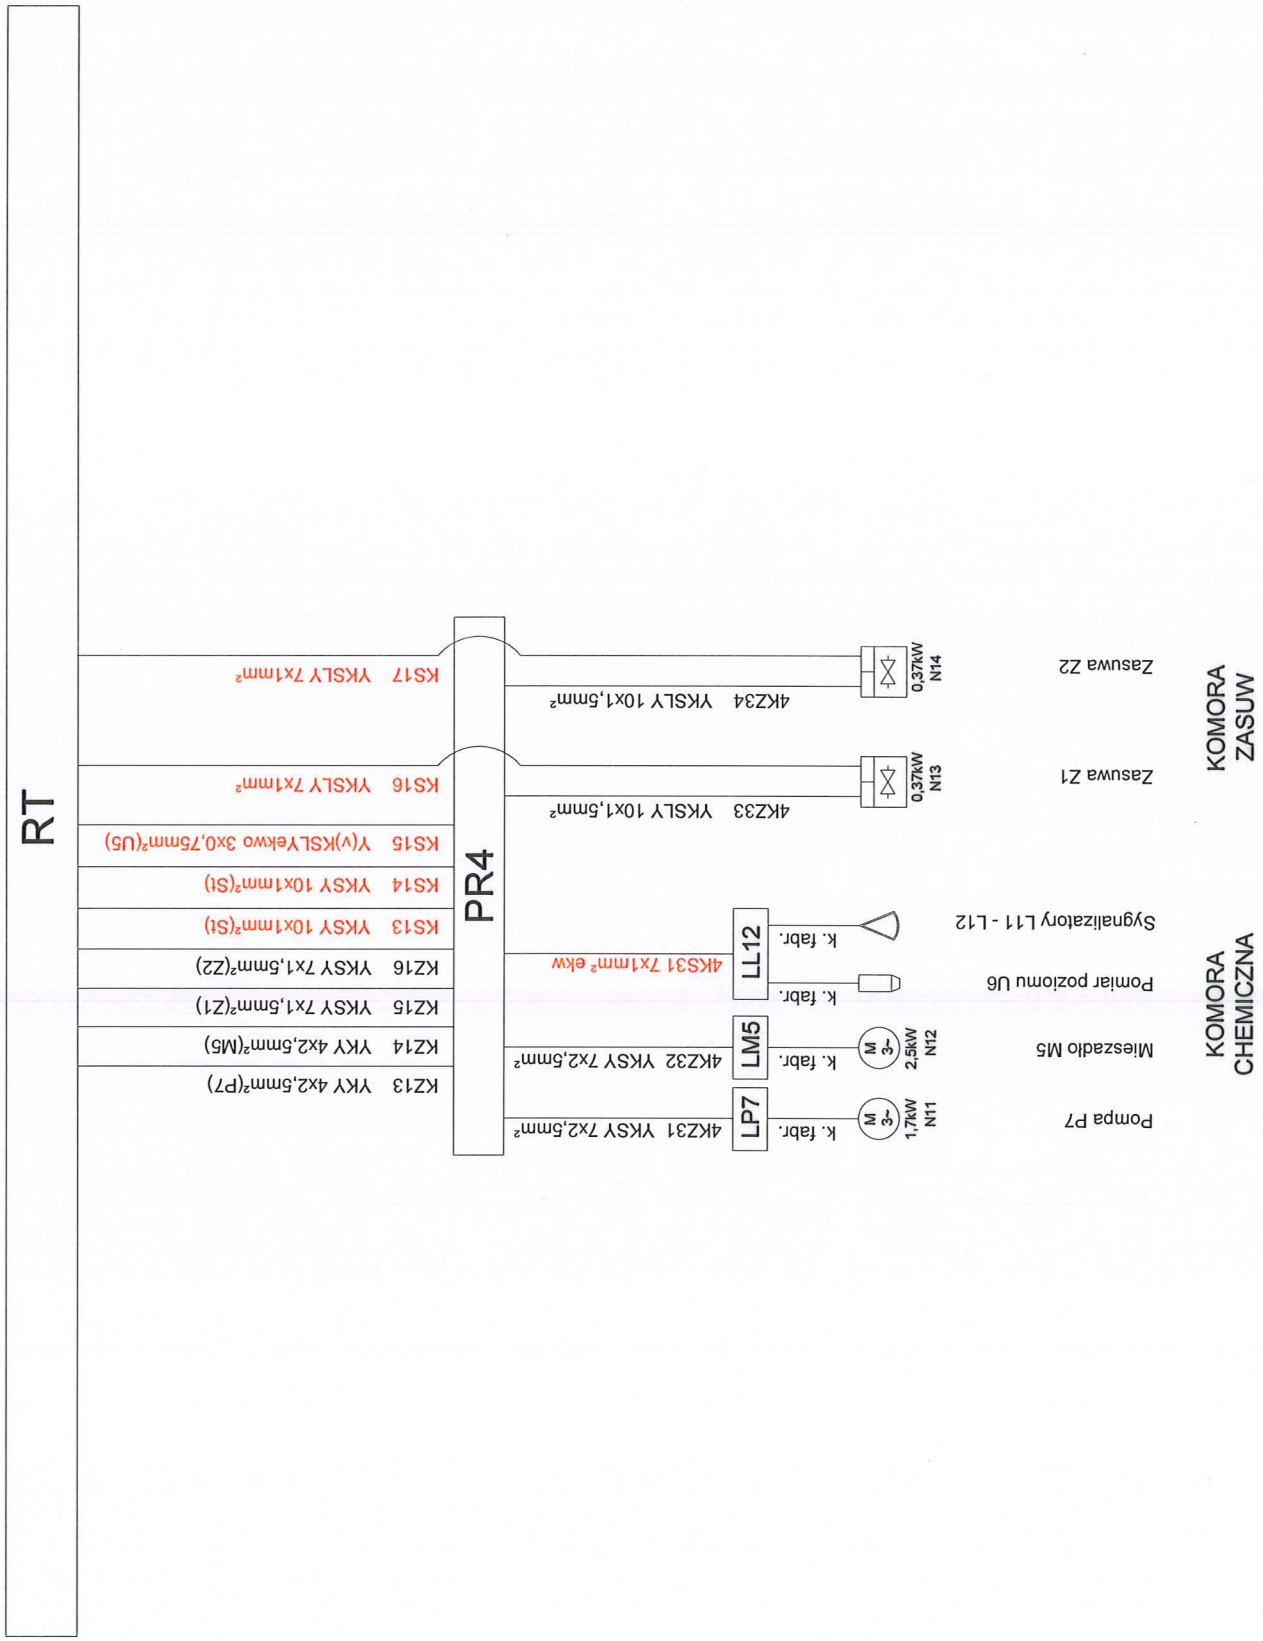 RT
KS17 YKSLY 7x1mm²
KS16 YKSLY 7x1mm²
KS15 Y(v)KSLYekwo 3x0,75mm²(U5)
KS14 YKSY 10x1mm²(St)
KS13 YKSY 10x1mm²(St)
KZ16 YKSY 7x1,5mm²(Z2)
KZ15 YKSY 7x1,5mm²(Z1)
KZ14 YKY 4x2,5mm²(M5)
KZ13 YKY 4x2,5mm²(P7)
PR4
4KZ34 YKSLY 10x1,5mm²
4KZ33 YKSLY 10x1,5mm²
4KS31 7x1mm² ekw
4KZ32 YKSY 7x2,5mm²
4KZ31 YKSY 7x2,5mm²
LL12
LM5
LP7
k. fabr.
k. fabr.
k. fabr.
k. fabr.
0,37kW
N14
0,37kW
N13
M
3~
2,5kW
N12
M
3~
1,7kW
N11
Zasuwa Z2
Zasuwa Z1
Sygnalizatory L11 - L12
Pomiar poziomu U6
Mieszadło M5
Pompa P7
KOMORA
ZASUW
KOMORA
CHEMICZNA